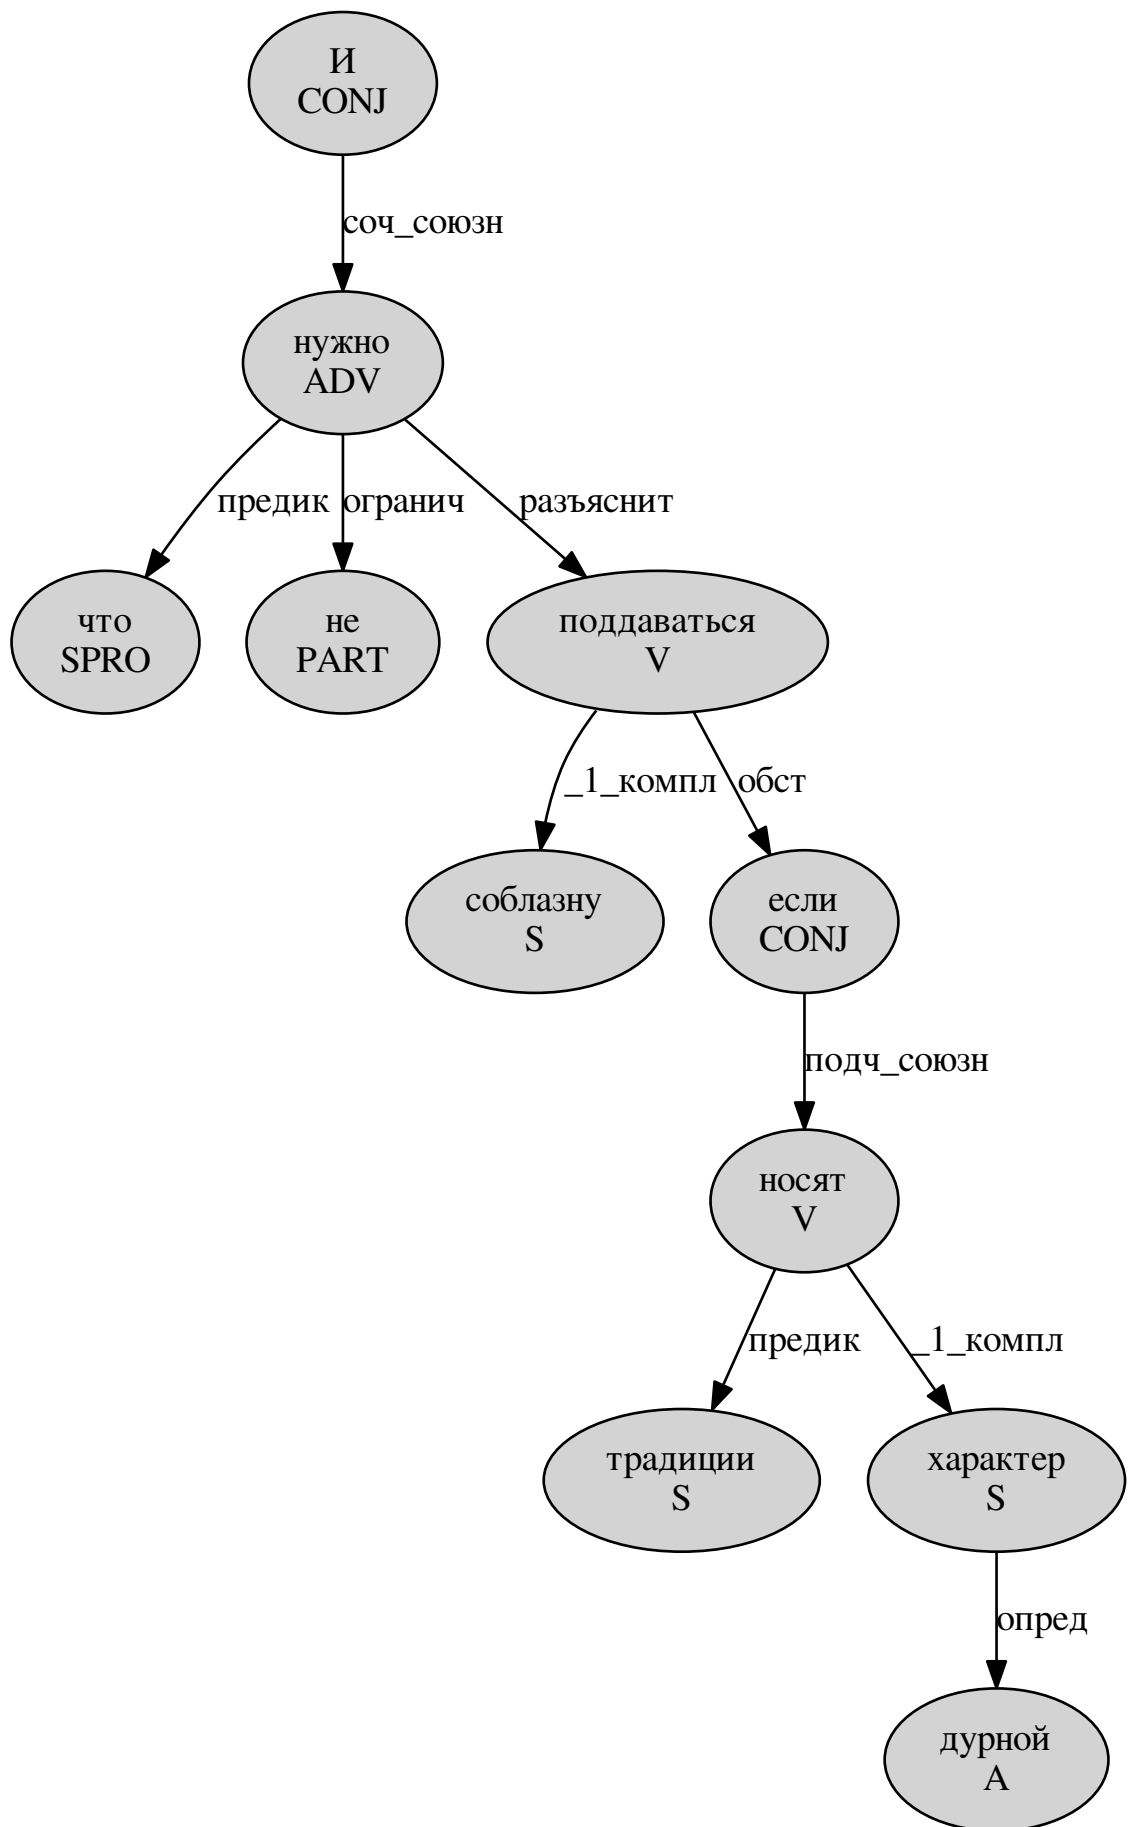 И
CONJ
соч_союзн
нужно
ADV
предик
огранич
разъяснит
что
SPRO
не
PART
поддаваться
V
_1_компл
обст
соблазну
S
если
CONJ
подч_союзн
носят
V
предик
_1_компл
традиции
S
характер
S
опред
дурной
A